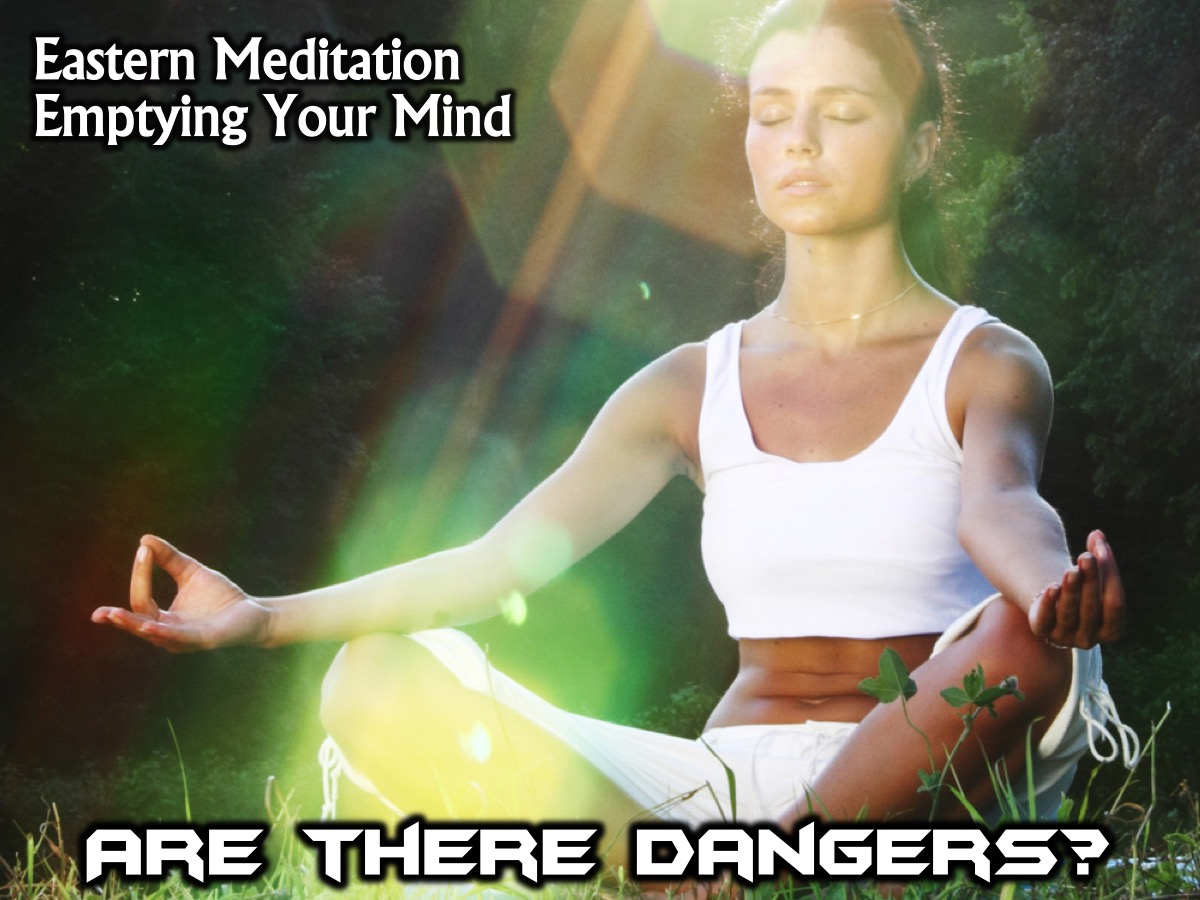 Eastern Meditation
Emptying Your Mind
ARE THERE DANGERS?